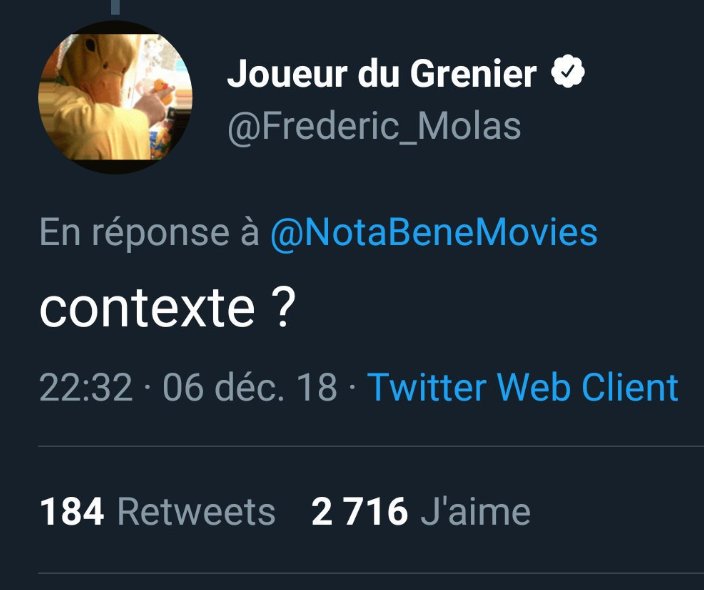 Joueur du Grenier
@Frederic_Molas
En réponse à @NotaBeneMovies
contexte ?
22:32 · 06 déc. 18 · Twitter Web Client
184 Retweets 2 716 J'aime